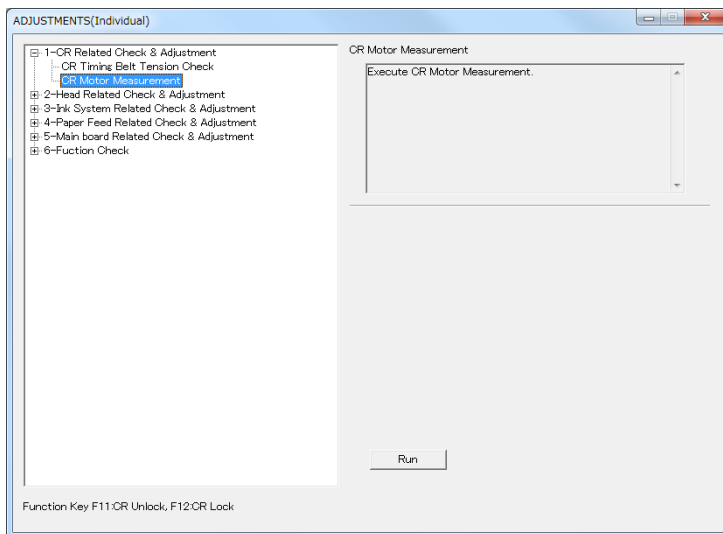 ADJUSTMENTS(Individual)
1-CR Related Check & Adjustment
CR Timing Belt Tension Check
CR Motor Measurement
2-Head Related Check & Adjustment
3-Ink System Related Check & Adjustment
4-Paper Feed Related Check & Adjustment
5-Main board Related Check & Adjustment
6-Fuction Check
CR Motor Measurement
Execute CR Motor Measurement.
Run
Function Key F11:CR Unlock, F12:CR Lock